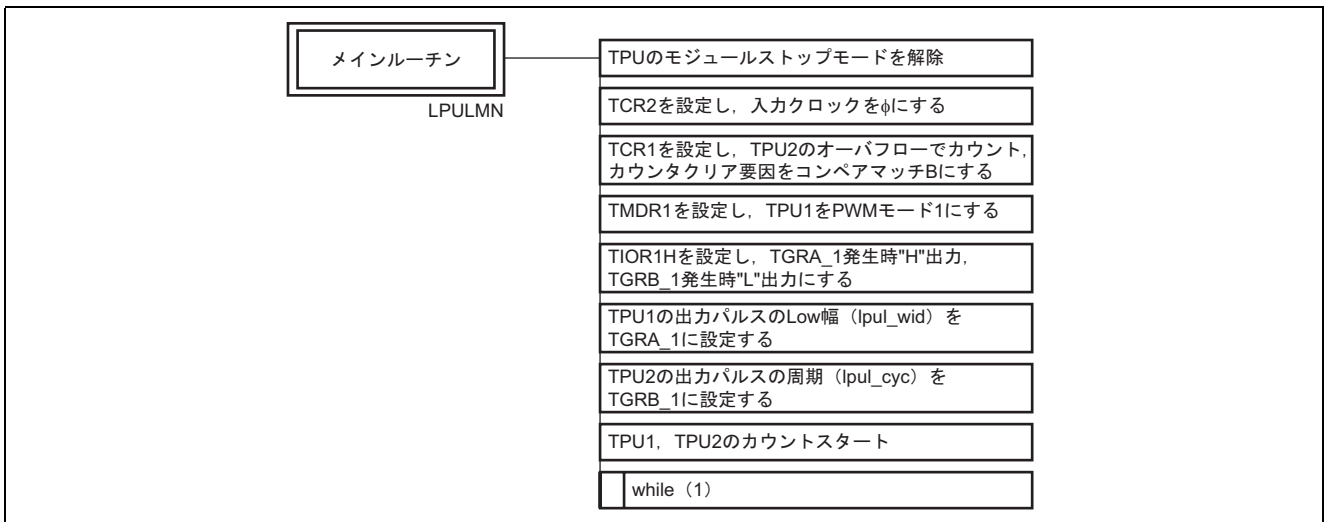 メインルーチン
LPULMN
TPUのモジュールストップモードを解除
TCR2を設定し，入力クロックをφにする
TCR1を設定し，TPU2のオーバフローでカウント，
カウンタクリア要因をコンペアマッチBにする
TMDR1を設定し，TPU1をPWMモード1にする
TIOR1Hを設定し，TGRA_1発生時"H"出力，
TGRB_1発生時"L"出力にする
TPU1の出力パルスのLow幅（lpul_wid）を
TGRA_1に設定する
TPU2の出力パルスの周期（lpul_cyc）を
TGRB_1に設定する
TPU1，TPU2のカウントスタート
while（1）